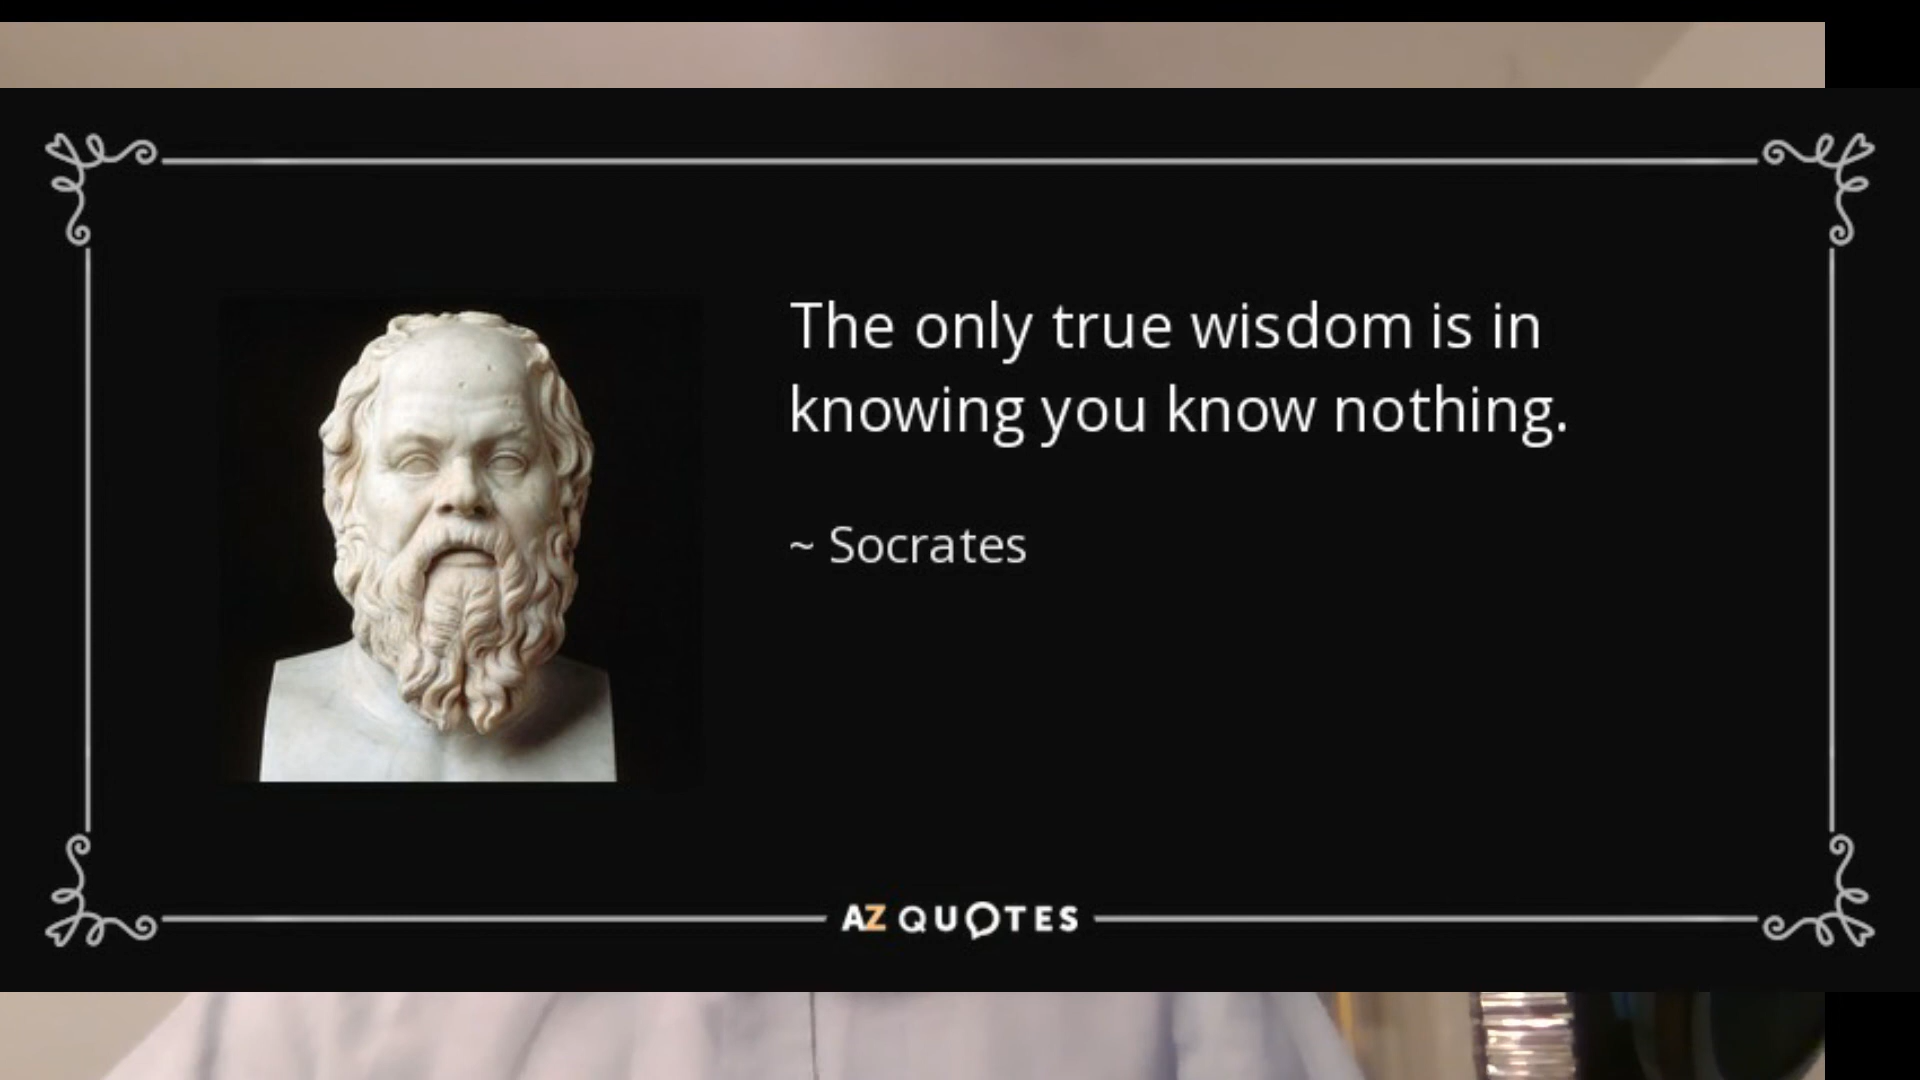 The only true wisdom is in
knowing you know nothing.
~ Socrates
AZ QUOTES